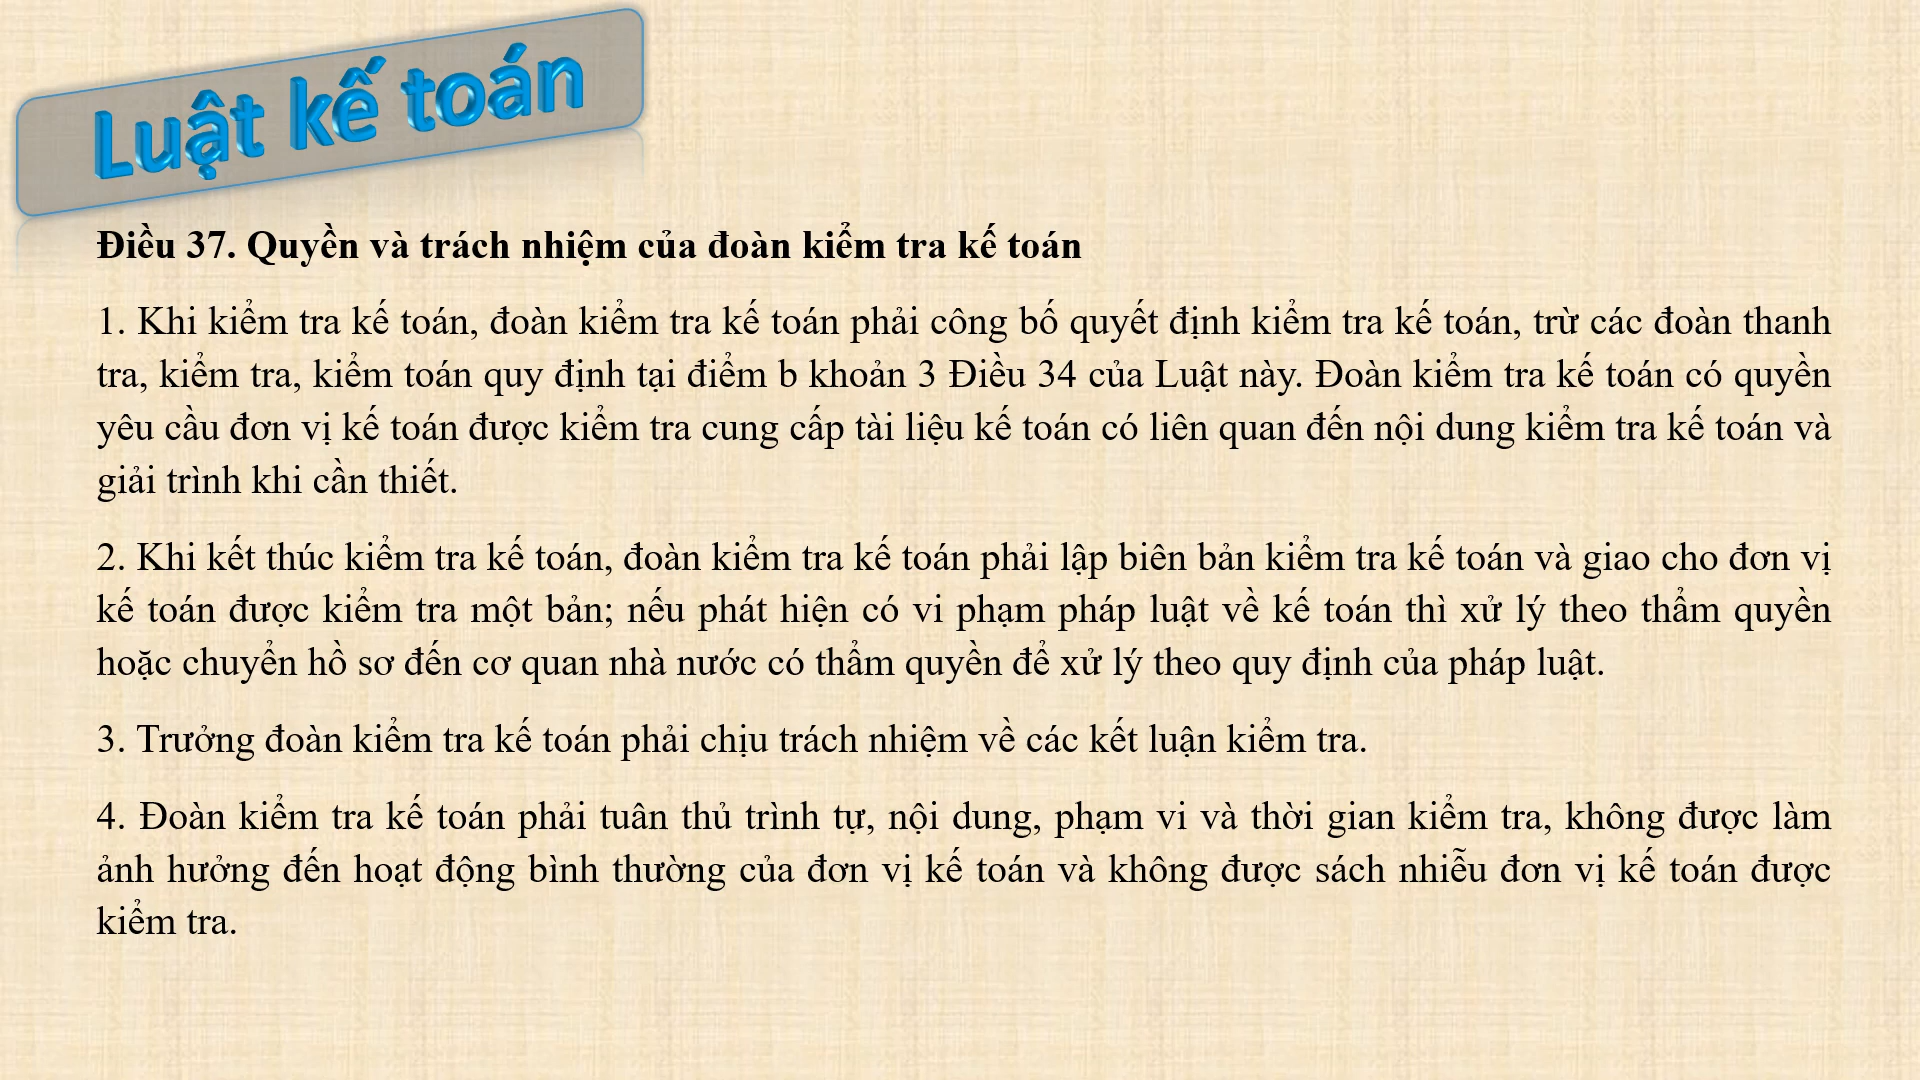 Luật kế toán
Điều 37. Quyền và trách nhiệm của đoàn kiểm tra kế toán
1. Khi kiểm tra kế toán, đoàn kiểm tra kế toán phải công bố quyết định kiểm tra kế toán, trừ các đoàn thanh
tra, kiểm tra, kiểm toán quy định tại điểm b khoản 3 Điều 34 của Luật này. Đoàn kiểm tra kế toán có quyền
yêu cầu đơn vị kế toán được kiểm tra cung cấp tài liệu kế toán có liên quan đến nội dung kiểm tra kế toán và
giải trình khi cần thiết.
2. Khi kết thúc kiểm tra kế toán, đoàn kiểm tra kế toán phải lập biên bản kiểm tra kế toán và giao cho đơn vị
kế toán được kiểm tra một bản; nếu phát hiện có vi phạm pháp luật về kế toán thì xử lý theo thẩm quyền
hoặc chuyển hồ sơ đến cơ quan nhà nước có thẩm quyền để xử lý theo quy định của pháp luật.
3. Trưởng đoàn kiểm tra kế toán phải chịu trách nhiệm về các kết luận kiểm tra.
4. Đoàn kiểm tra kế toán phải tuân thủ trình tự, nội dung, phạm vi và thời gian kiểm tra, không được làm
ảnh hưởng đến hoạt động bình thường của đơn vị kế toán và không được sách nhiễu đơn vị kế toán được
kiểm tra.